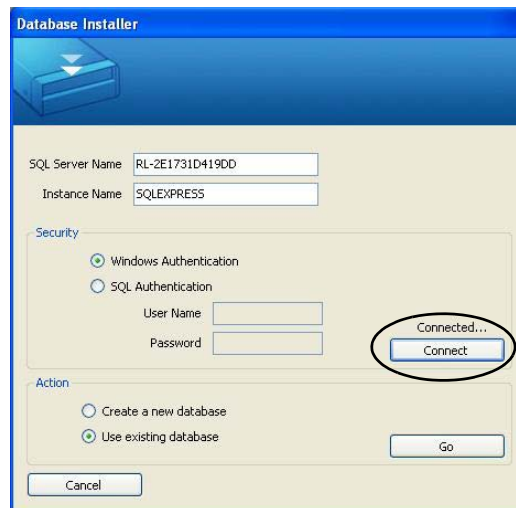 Database Installer
SQL Server Name RL-2E1731D419DD
Instance Name SQLEXPRESS
Security
Windows Authentication
SQL Authentication
User Name
Password
Connected...
Connect
Action
Create a new database
Use existing database
Go
Cancel